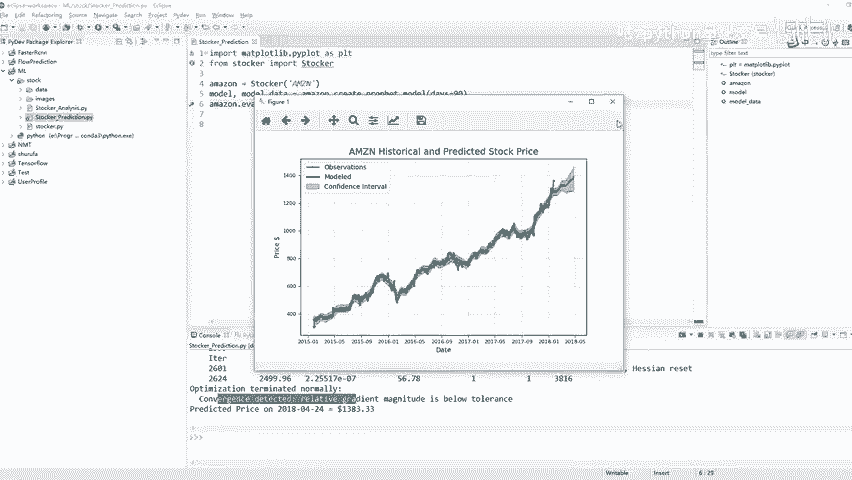 eclipse-workspace - ML/stock/Stocker_Prediction.py - Eclipse
File Edit Source Refactoring Navigate Search Project Pydev Run Window Help
PyDev Package Explorer
FasterRcnn
FlowPrediction
ML
stock
data
images
Stocker_Analysis.py
Stocker_Prediction.py
stocker.py
python
NMT
shurufa
Tensorflow
Test
UserProfile
Stocker_Prediction
1 import matplotlib.pyplot as plt
2 from stocker import Stocker
3
4 amazon = Stocker('AMZN')
5 model, model_data = amazon.create_prophet_model(days=90)
6 amazon.eva
7
8
Outline
type filter text
plt = matplotlib.pyplot
Stocker (stocker)
amazon
model
model_data
Figure 1
AMZN Historical and Predicted Stock Price
Observations
Modeled
Confidence Interval
Price $
1400
1200
1000
800
600
400
2015-01 2015-05 2015-09 2016-01 2016-05 2016-09 2017-01 2017-05 2017-09 2018-01 2018-05
Date
Console
Stocker_Prediction.py
Iter
2601 , Hessian reset
2624 2499.96 2.25517e-07 56.78 1 1 3816
Optimization terminated normally:
Convergence detected: relative gradient magnitude is below tolerance
Predicted Price on 2018-04-24 = $1383.33
>>>
Writable Insert 6 : 29